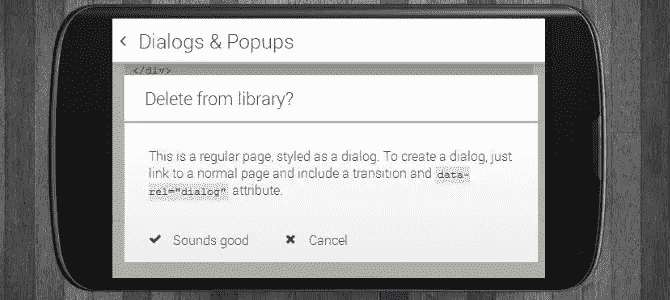 Dialogs & Popups
</div>
Delete from library?
This is a regular page, styled as a dialog. To create a dialog, just
link to a normal page and include a transition and data-
rel="dialog" attribute.
Sounds good Cancel